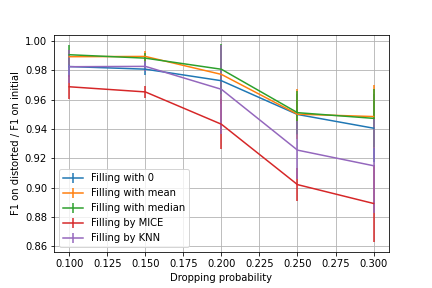 1.00
0.98
0.96
0.94
0.92
0.90
0.88
0.86
F1 on distorted / F1 on initial
Filling with 0
Filling with mean
Filling with median
Filling by MICE
Filling by KNN
0.100 0.125 0.150 0.175 0.200 0.225 0.250 0.275 0.300
Dropping probability